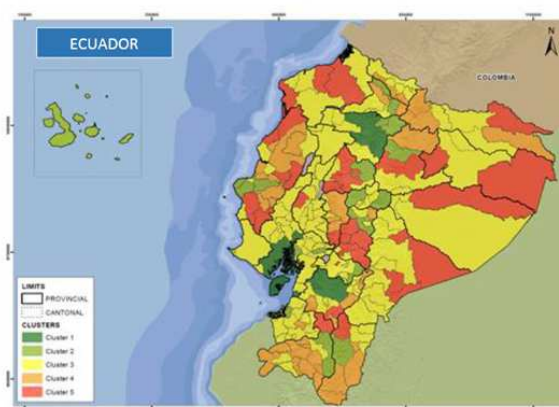 ECUADOR
N
COLOMBIA
LIMITS
PROVINCIAL
CANTONAL
CLUSTERS
Cluster 1
Cluster 2
Cluster 3
Cluster 4
Cluster 5